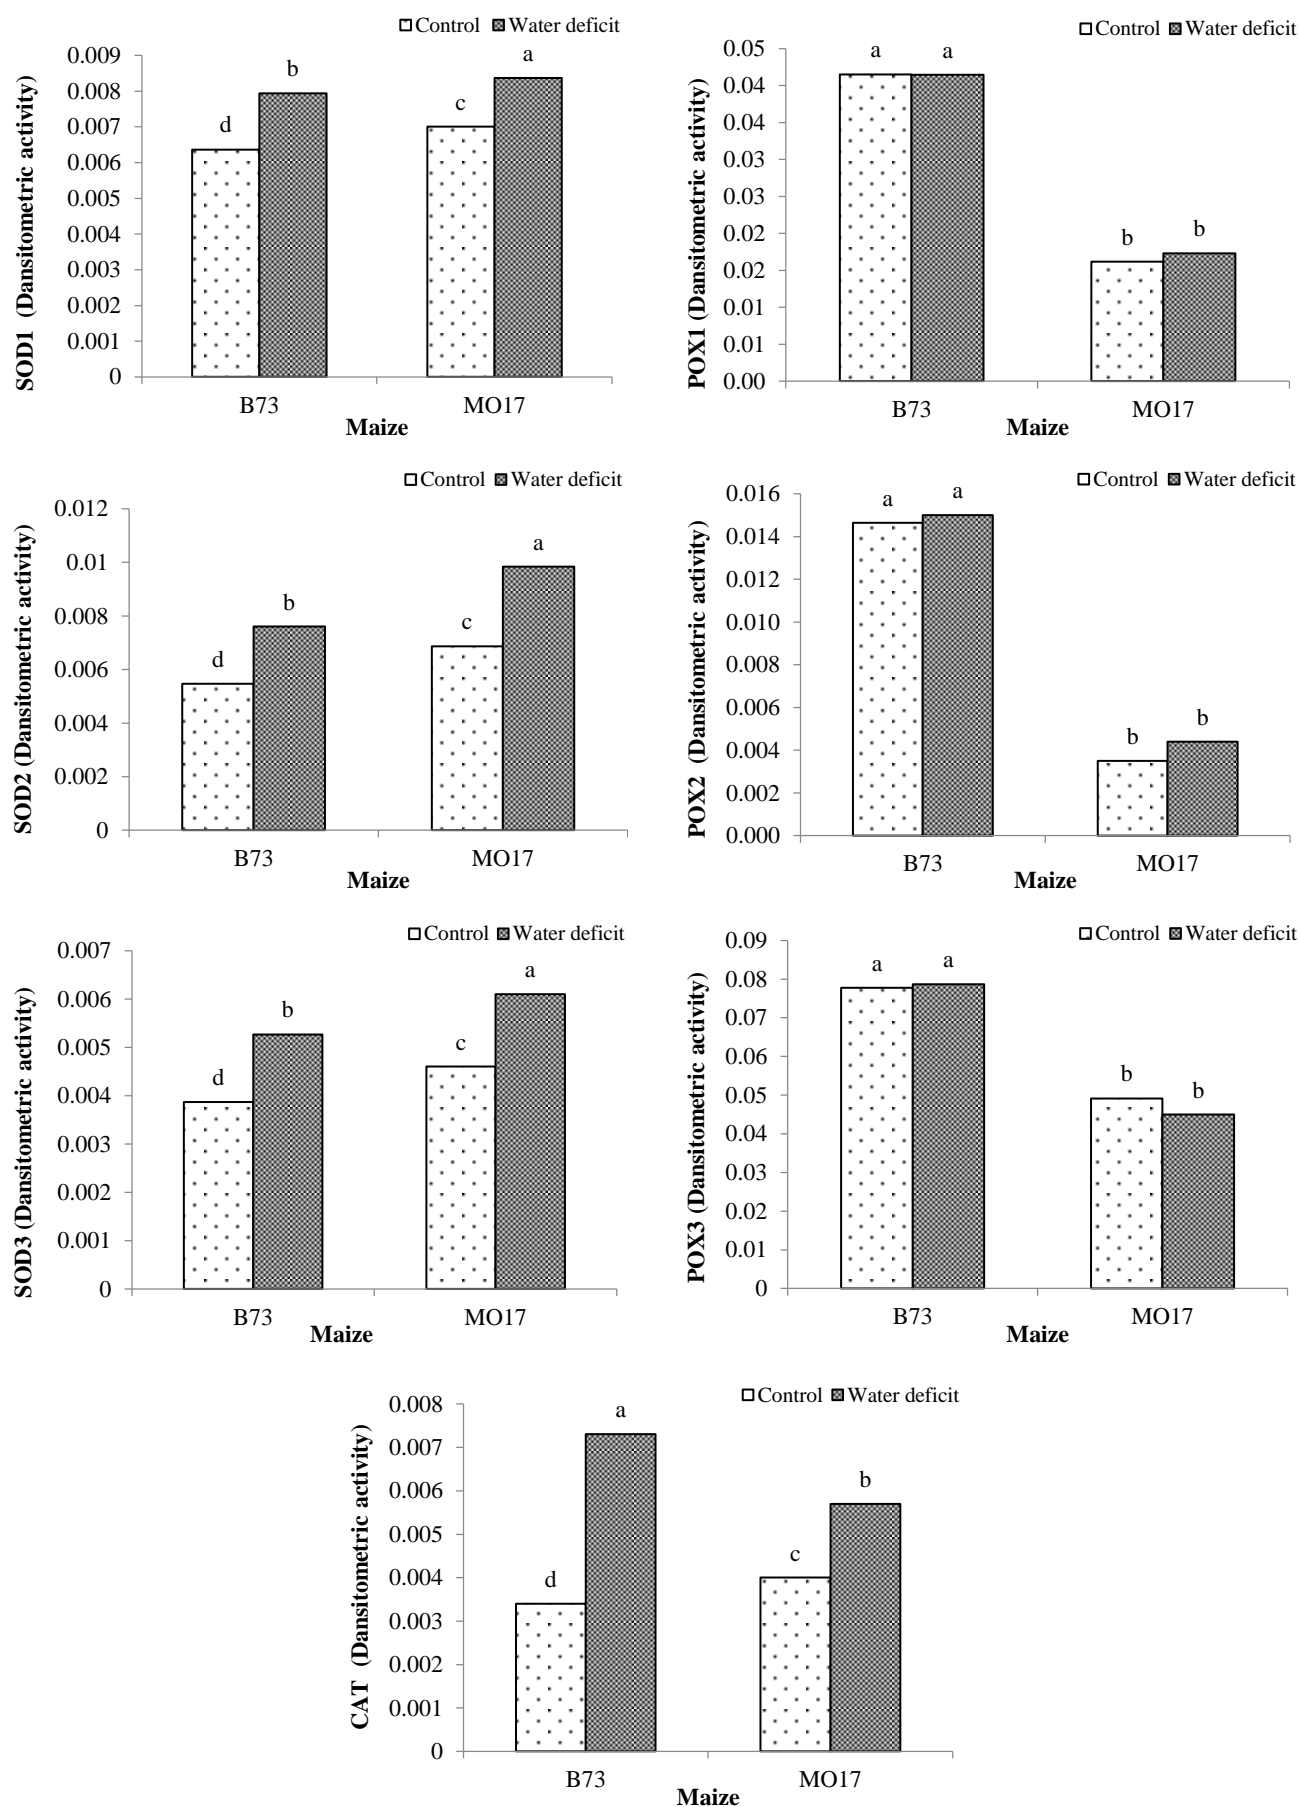 Control Water deficit
SOD1 (Dansitometric activity)
0.009
0.008
0.007
0.006
0.005
0.004
0.003
0.002
0.001
0
d
b
c
a
B73 MO17
Maize
Control Water deficit
POX1 (Dansitometric activity)
0.05
0.04
0.04
0.03
0.03
0.02
0.02
0.01
0.01
0.00
a
a
b
b
B73 MO17
Maize
Control Water deficit
SOD2 (Dansitometric activity)
0.012
0.01
0.008
0.006
0.004
0.002
0
d
b
c
a
B73 MO17
Maize
Control Water deficit
POX2 (Dansitometric activity)
0.016
0.014
0.012
0.010
0.008
0.006
0.004
0.002
0.000
a
a
b
b
B73 MO17
Maize
Control Water deficit
SOD3 (Dansitometric activity)
0.007
0.006
0.005
0.004
0.003
0.002
0.001
0
d
b
c
a
B73 MO17
Maize
Control Water deficit
POX3 (Dansitometric activity)
0.09
0.08
0.07
0.06
0.05
0.04
0.03
0.02
0.01
0
a
a
b
b
B73 MO17
Maize
Control Water deficit
CAT (Dansitometric activity)
0.008
0.007
0.006
0.005
0.004
0.003
0.002
0.001
0
d
a
c
b
B73 MO17
Maize